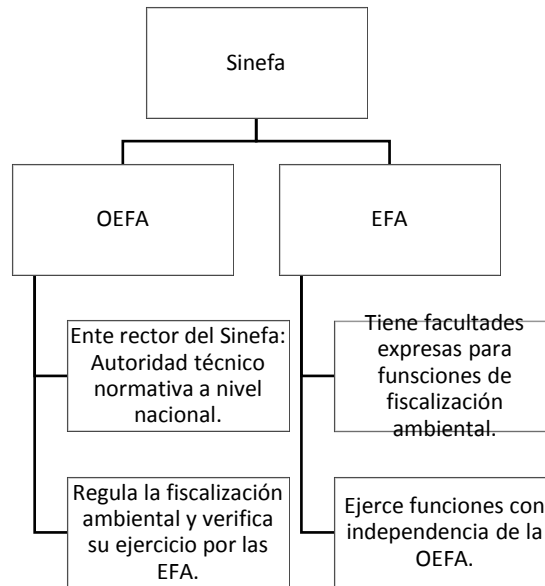 Sinefa
OEFA
EFA
Ente rector del Sinefa:
Autoridad técnico
normativa a nivel
nacional.
Regula la fiscalización
ambiental y verifica
su ejercicio por las
EFA.
Tiene facultades
expresas para
funsciones de
fiscalización
ambiental.
Ejerce funciones con
independencia de la
OEFA.